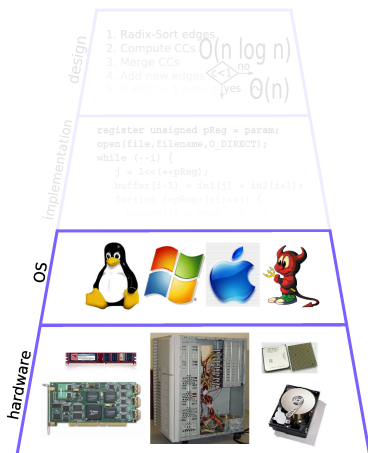 design
1. Radix-Sort edges,
2. Compute CCs
3. Merge CCs
4. Add new edges
O(n log n)
r<1
no
yes
Õ(n)
implementation
register unsigned pReg = param;
open(file,filename,O_DIRECT);
while (--i) {
j = 1<<(++pReg);
OS
hardware